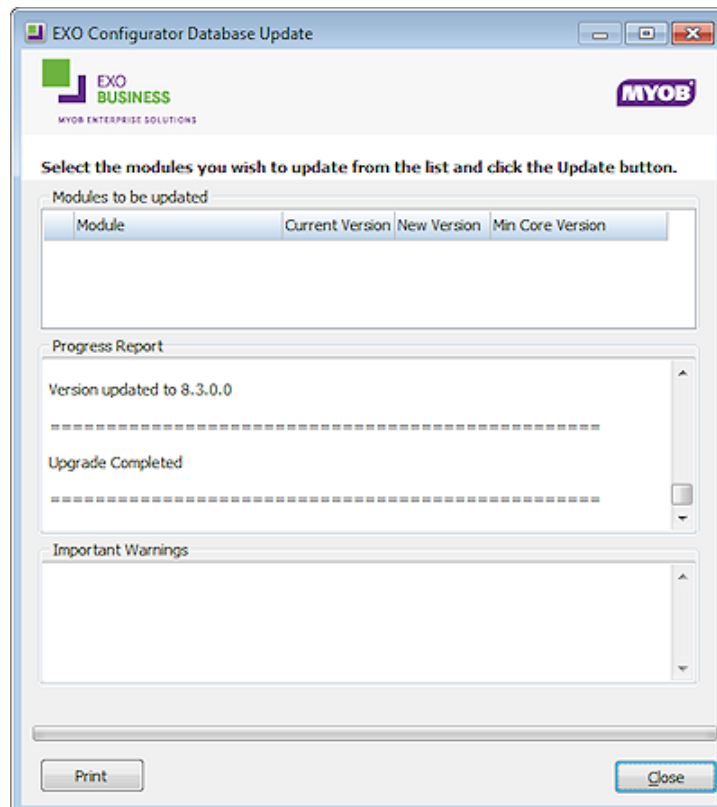 EXO Configurator Database Update
EXO
BUSINESS
MYOB ENTERPRISE SOLUTIONS
MYOB
Select the modules you wish to update from the list and click the Update button.
Modules to be updated
Module Current Version New Version Min Core Version
Progress Report
Version updated to 8.3.0.0
=================================================
Upgrade Completed
=================================================
Important Warnings
Print Close